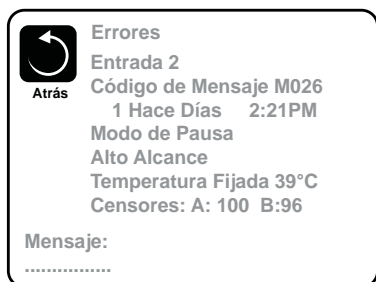 Errores
Entrada 2
Atrás
Código de Mensaje M026
1 Hace Días 2:21PM
Modo de Pausa
Alto Alcance
Temperatura Fijada 39°C
Censores: A: 100 B:96
Mensaje:
................